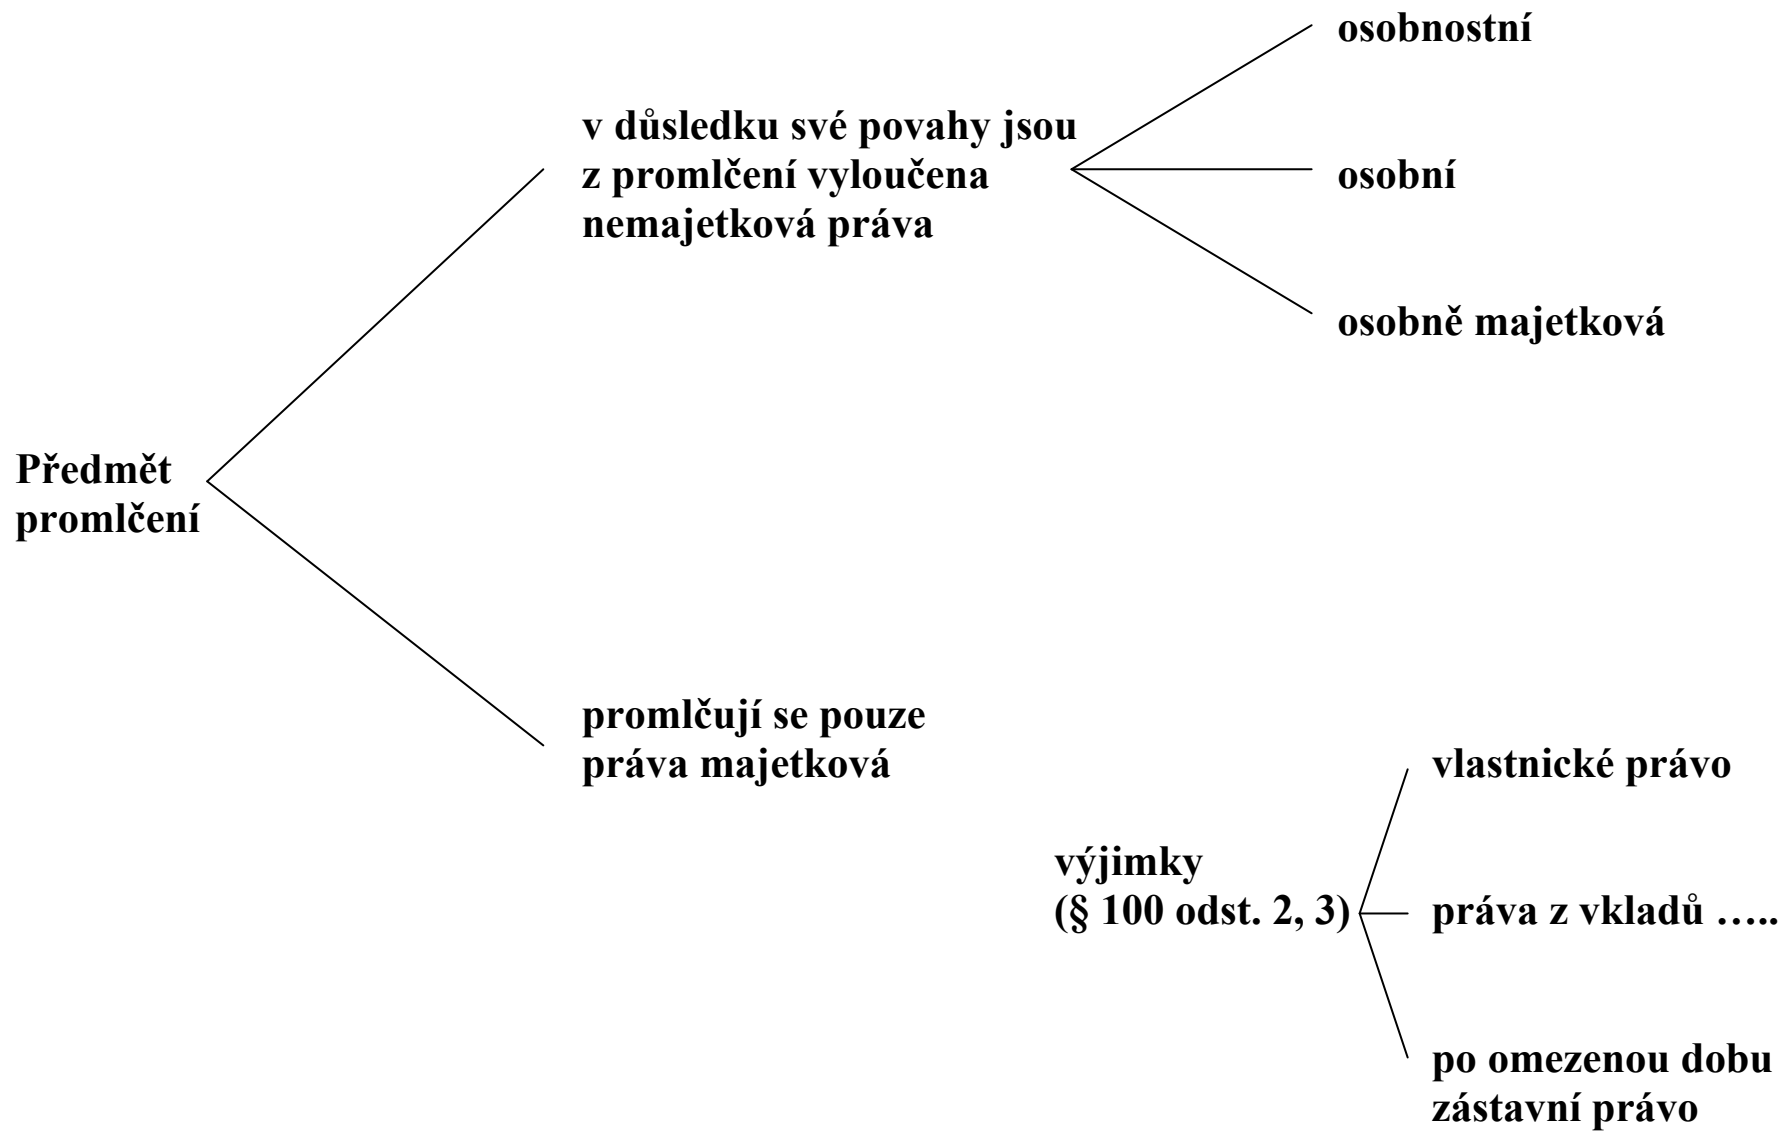 osobnostní
v důsledku své povahy jsou
z promlčení vyloučena
nemajetková práva
osobní
osobně majetková
Předmět
promlčení
promlčují se pouze
práva majetková
výjimky
(§ 100 odst. 2, 3)
vlastnické právo
práva z vkladů …..
po omezenou dobu
zástavní právo